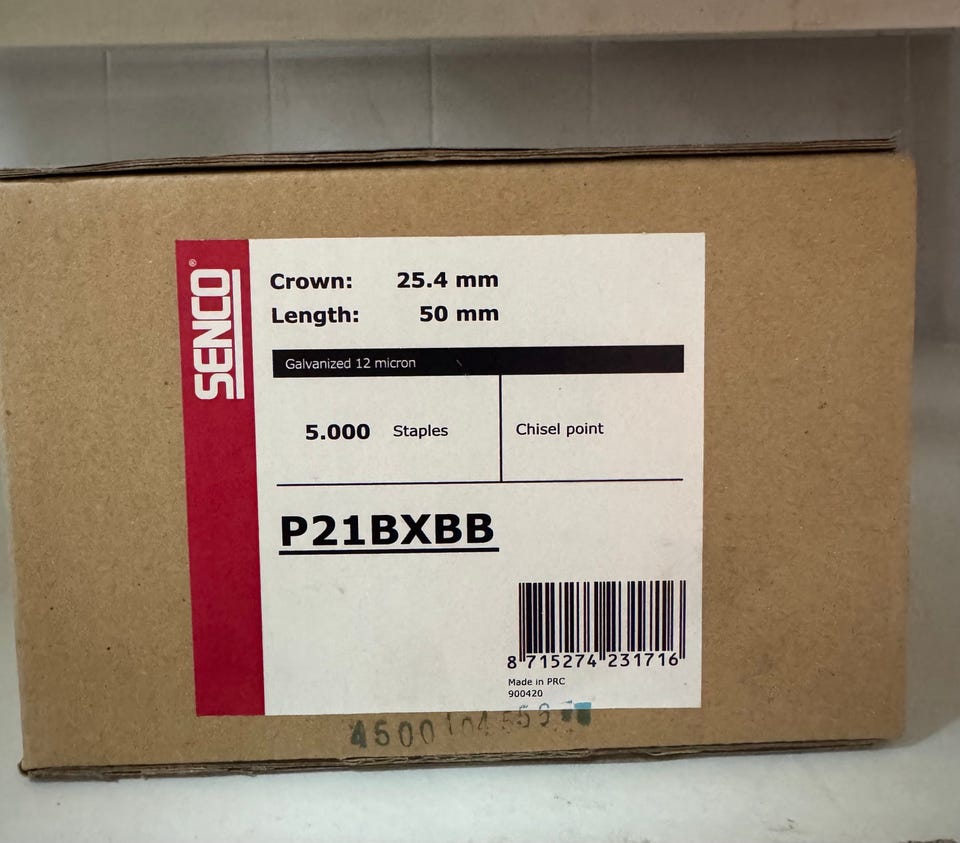 SENCO®
Crown: 25.4 mm
Length: 50 mm
Galvanized 12 micron
5.000 Staples
Chisel point
P21BXBB
8 715274 231716
Made in PRC
900420